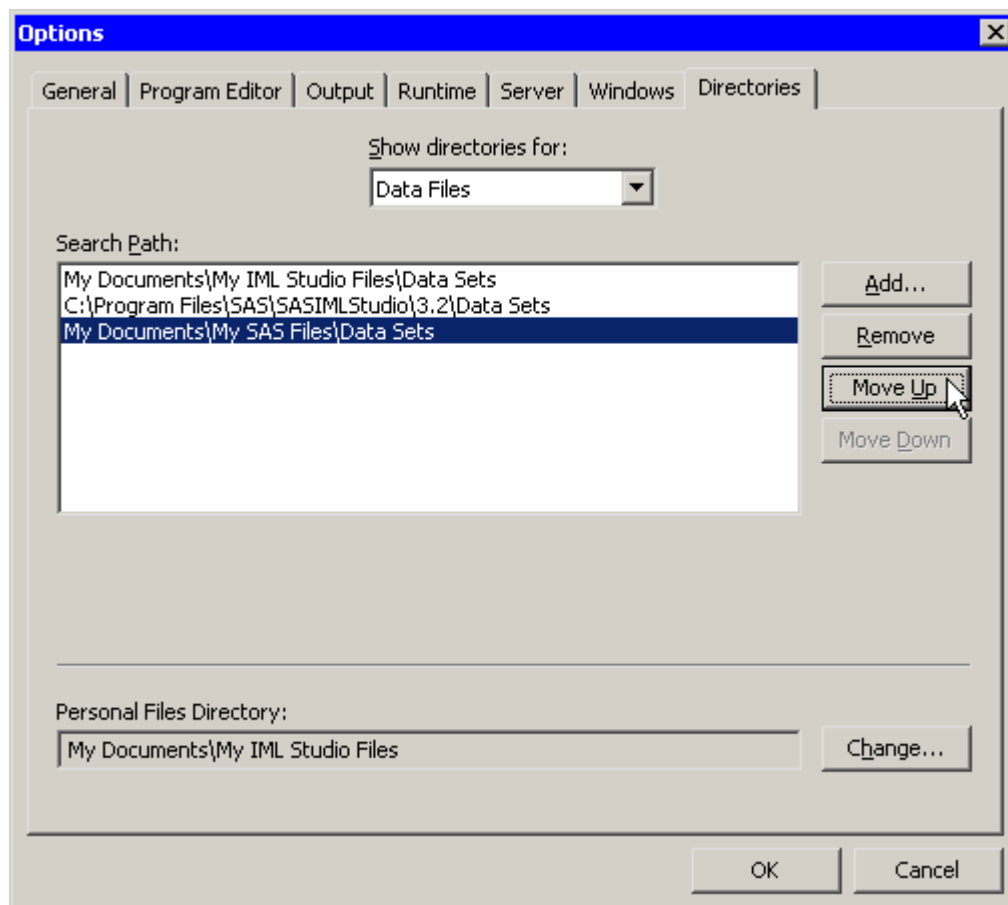 Options
General Program Editor Output Runtime Server Windows Directories
Show directories for:
Data Files
Search Path:
My Documents\My IML Studio Files\Data Sets
C:\Program Files\SAS\SASIMLStudio\3.2\Data Sets
My Documents\My SAS Files\Data Sets
Add...
Remove
Move Up
Move Down
Personal Files Directory:
My Documents\My IML Studio Files
Change...
OK Cancel